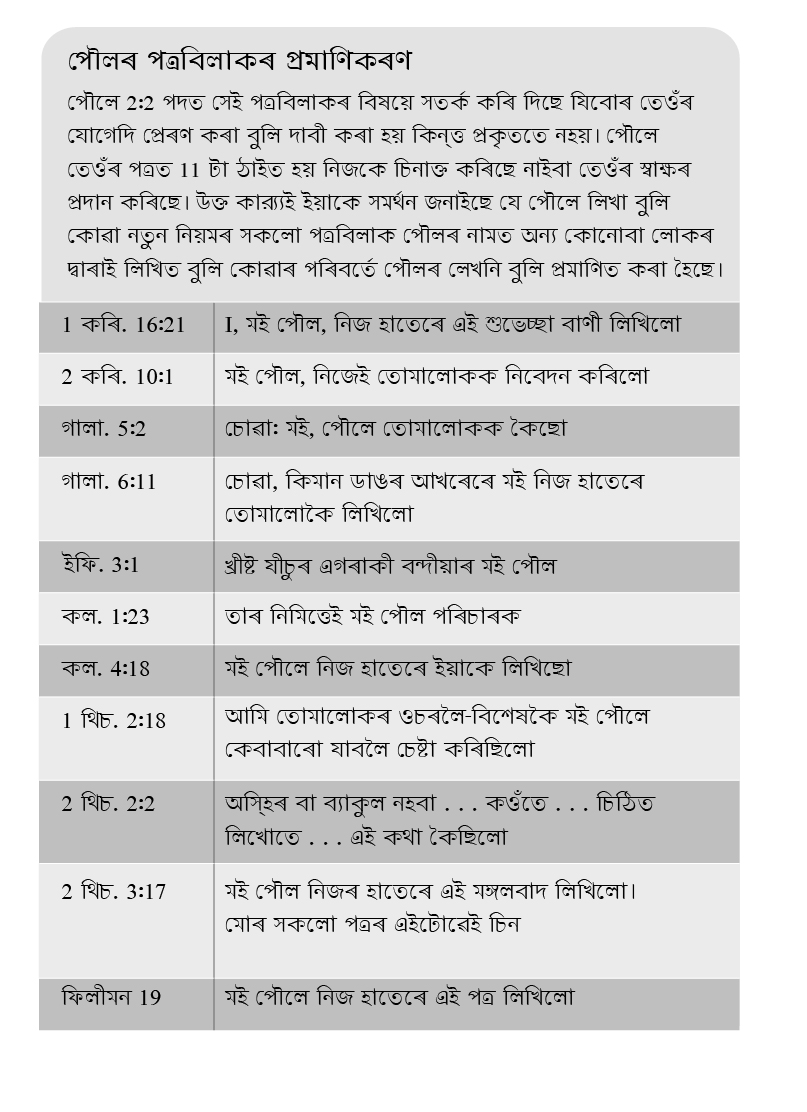 পৌলৰ পত্ৰবিলাকৰ প্ৰমাণিকৰণ
পৌলে 2:2 পদত সেই পত্ৰবিলাকৰ বিষয়ে সতৰ্ক কৰি দিছে যিবোৰ তেওঁৰ
যোগেদি প্ৰেৰণ কৰা বুলি দাবী কৰা হয় কিন্ত্ত প্ৰকৃততে নহয়। পৌলে
তেওঁৰ পত্ৰত 11 টা ঠাইত হয় নিজকে চিনাক্ত কৰিছে নাইবা তেওঁৰ স্বাক্ষৰ
প্ৰদান কৰিছে। উক্ত কাৰ্য্যই ইয়াকে সমৰ্থন জনাইছে যে পৌলে লিখা বুলি
কোৱা নতুন নিয়মৰ সকলো পত্ৰবিলাক পৌলৰ নামত অন্য কোনোবা লোকৰ
দ্বাৰাই লিখিত বুলি কোৱাৰ পৰিবৰ্তে পৌলৰ লেখনি বুলি প্ৰমাণিত কৰা হৈছে।
1 কৰি. 16:21 I, মই পৌল, নিজ হাতেৰে এই শুভেচ্ছা বাণী লিখিলো
2 কৰি. 10:1 মই পৌল, নিজেই তোমালোকক নিবেদন কৰিলো
গালা. 5:2 চোৱা: মই, পৌলে তোমালোকক কৈছো
গালা. 6:11 চোৱা, কিমান ডাঙৰ আখৰেৰে মই নিজ হাতেৰে
তোমালোকৈ লিখিলো
ইফি. 3:1 খ্ৰীষ্ট যীচুৰ এগৰাকী বন্দীয়াৰ মই পৌল
কল. 1:23 তাৰ নিমিত্তেই মই পৌল পৰিচাৰক
কল. 4:18 মই পৌলে নিজ হাতেৰে ইয়াকে লিখিছো
1 থিচ. 2:18 আমি তোমালোকৰ ওচৰলৈ-বিশেষকৈ মই পৌলে
কেবাবাৰো যাবলৈ চেষ্টা কৰিছিলো
2 থিচ. 2:2 অস্হিৰ বা ব্যাকুল নহবা . . . কওঁতে . . . চিঠিত
লিখোতে . . . এই কথা কৈছিলো
2 থিচ. 3:17 মই পৌল নিজৰ হাতেৰে এই মঙ্গলবাদ লিখিলো।
মোৰ সকলো পত্ৰৰ এইটোৱেই চিন
ফিলীমন 19 মই পৌলে নিজ হাতেৰে এই পত্ৰ লিখিলো